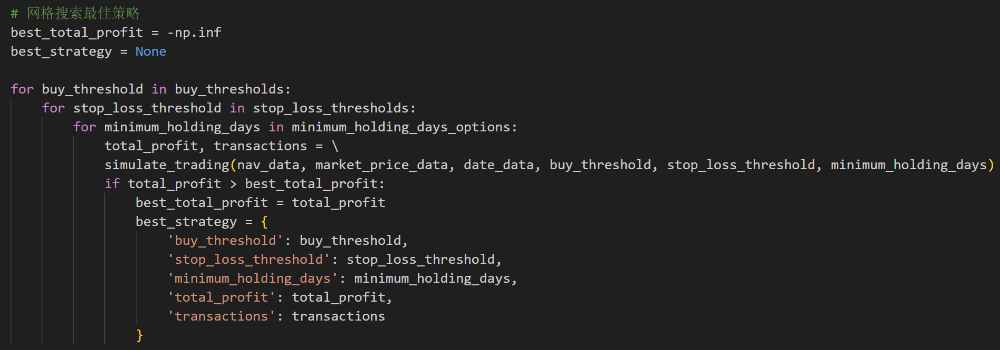 # 网格搜索最佳策略
best_total_profit = -np.inf
best_strategy = None

for buy_threshold in buy_thresholds:
    for stop_loss_threshold in stop_loss_thresholds:
        for minimum_holding_days in minimum_holding_days_options:
            total_profit, transactions = \
            simulate_trading(nav_data, market_price_data, date_data, buy_threshold, stop_loss_threshold, minimum_holding_days)
            if total_profit > best_total_profit:
                best_total_profit = total_profit
                best_strategy = {
                    'buy_threshold': buy_threshold,
                    'stop_loss_threshold': stop_loss_threshold,
                    'minimum_holding_days': minimum_holding_days,
                    'total_profit': total_profit,
                    'transactions': transactions
                }